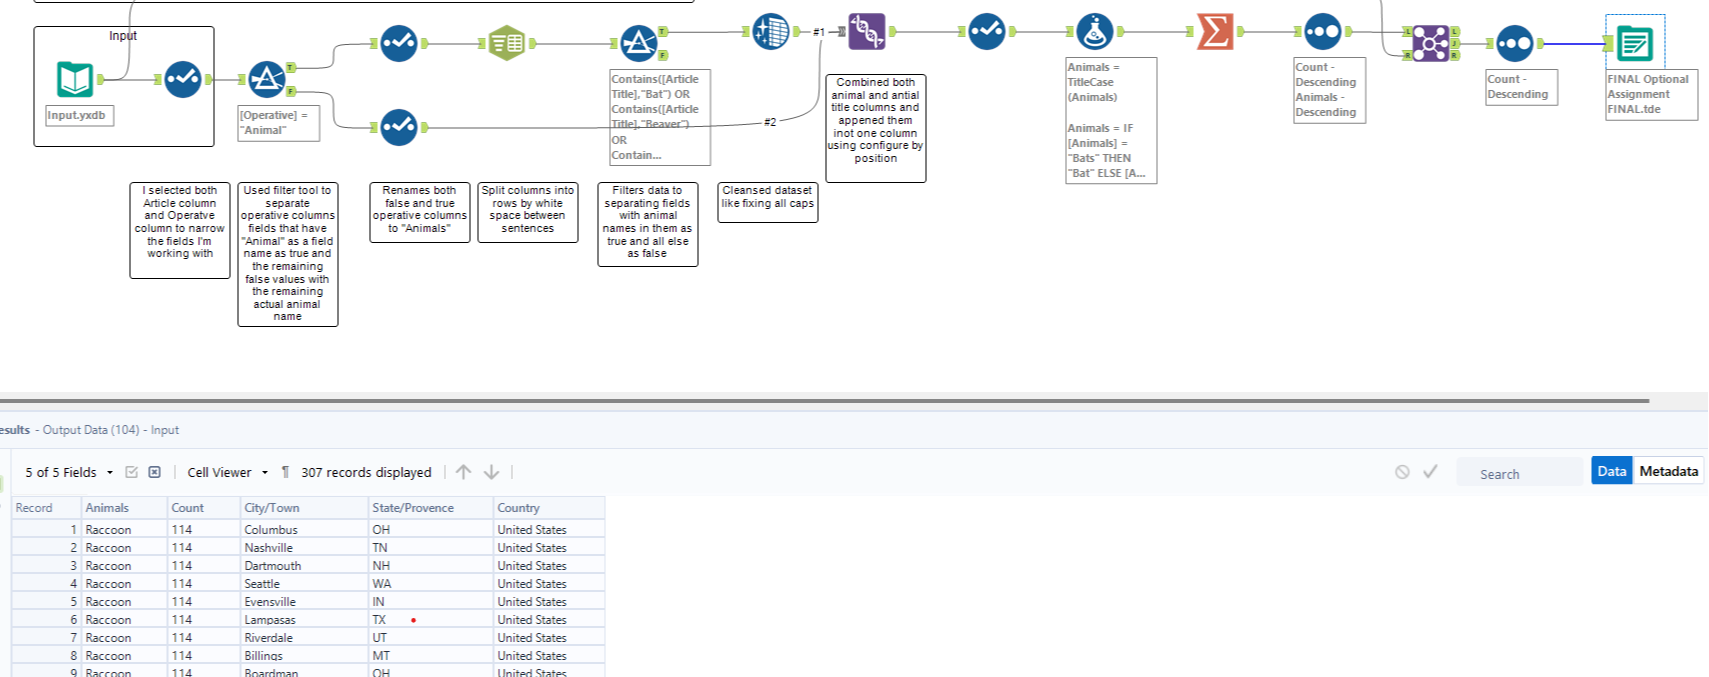 Input
Input.yxdb
[Operative] =
"Animal"
T
F
#1
#2
T
F
Contains([Article
Title],"Bat") OR
Contains([Article
Title],"Beaver")
OR
Contain...
Combined both
animal and antial
title columns and
appened them
inot one column
using configure by
position
Animals =
TitleCase
(Animals)
Animals = IF
[Animals] =
"Bats" THEN
"Bat" ELSE [A...
Count -
Descending
Animals -
Descending
L
R
L
J
R
Count -
Descending
FINAL Optional
Assignment
FINAL.tde
I selected both
Article column
and Operatve
column to narrow
the fields I'm
working with
Used filter tool to
separate
operative columns
fields that have
"Animal" as a field
name as true and
the remaining
false values with
the remaining
actual animal
name
Renames both
false and true
operative columns
to "Animals"
Split columns into
rows by white
space between
sentences
Filters data to
separating fields
with animal
names in them as
true and all else
as false
Cleansed dataset
like fixing all caps
esults - Output Data (104) - Input
5 of 5 Fields Cell Viewer ¶ 307 records displayed Search Data Metadata
Record Animals Count City/Town State/Provence Country
1 Raccoon 114 Columbus OH United States
2 Raccoon 114 Nashville TN United States
3 Raccoon 114 Dartmouth NH United States
4 Raccoon 114 Seattle WA United States
5 Raccoon 114 Evensville IN United States
6 Raccoon 114 Lampasas TX United States
7 Raccoon 114 Riverdale UT United States
8 Raccoon 114 Billings MT United States
9 Raccoon 114 Boardman OH United States